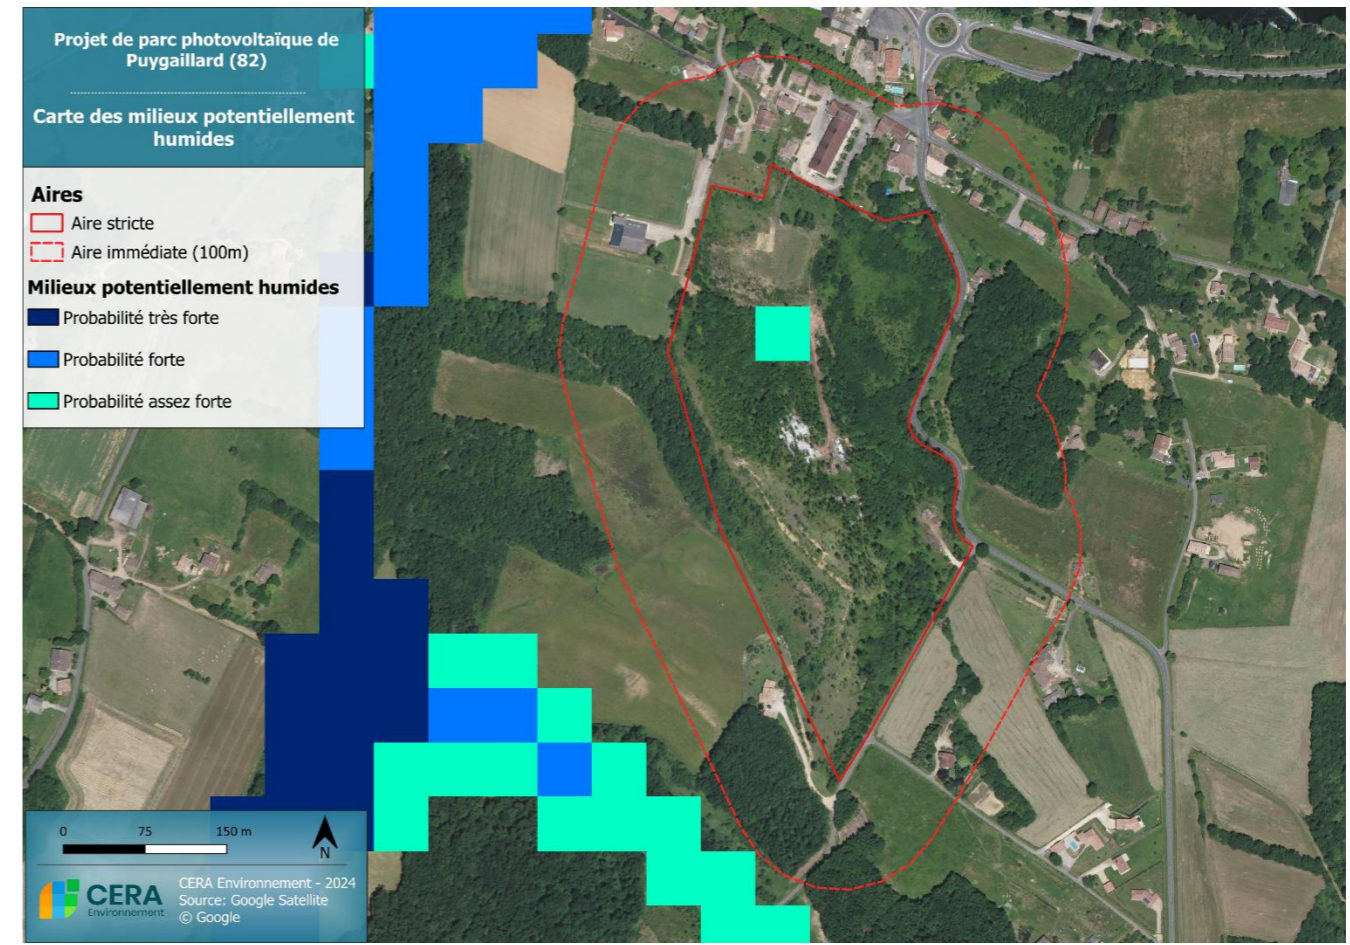 Projet de parc photovoltaïque de
Puygaillard (82)
Carte des milieux potentiellement
humides
Aires
Aire stricte
Aire immédiate (100m)
Milieux potentiellement humides
Probabilité très forte
Probabilité forte
Probabilité assez forte
0 75 150 m
N
CERA
Environnement
CERA Environnement - 2024
Source: Google Satellite
© Google